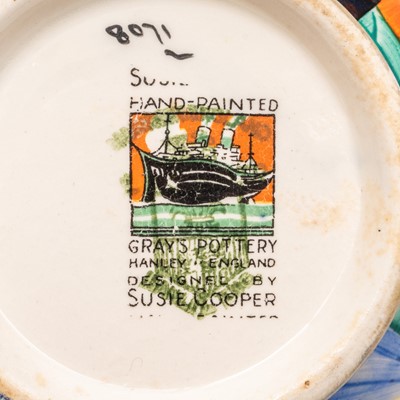 8071
HAND-PAINTED
GRAY'S POTTERY
HANLEY · ENGLAND
DESIGNED BY
SUSIE COOPER